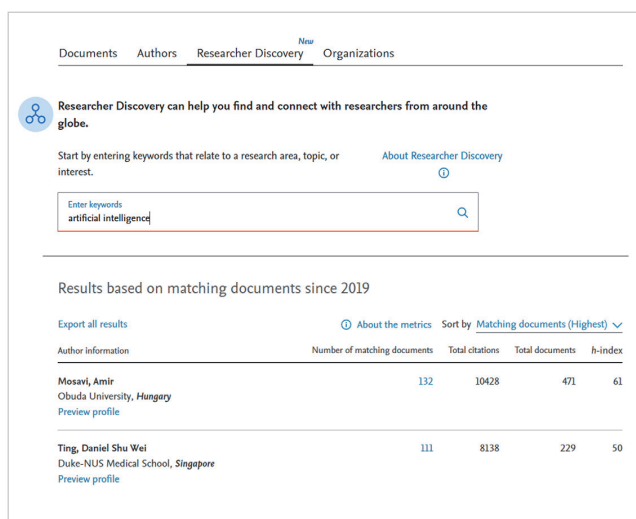 New
Documents Authors Researcher Discovery Organizations
Researcher Discovery can help you find and connect with researchers from around the
globe.
Start by entering keywords that relate to a research area, topic, or
interest.
About Researcher Discovery
Enter keywords
artificial intelligence
Results based on matching documents since 2019
Export all results About the metrics Sort by Matching documents (Highest)
Author information Number of matching documents Total citations Total documents h-index
Mosavi, Amir 132 10428 471 61
Obuda University, Hungary
Preview profile
Ting, Daniel Shu Wei 111 8138 229 50
Duke-NUS Medical School, Singapore
Preview profile